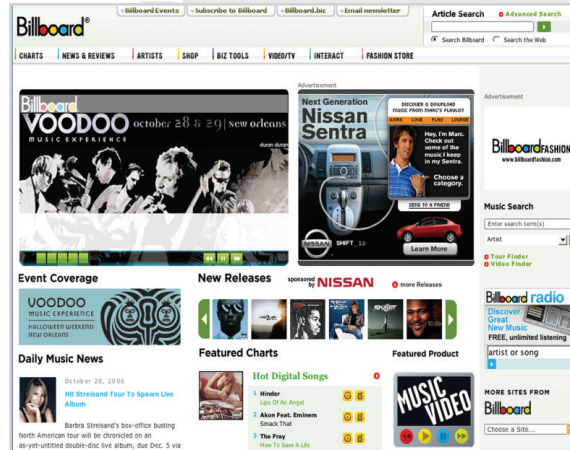 Billboard Events
Subscribe to Billboard
Billboard.biz
Email newsletter
Article Search
Advanced Search
Billboard®
Search Billboard
Search the Web
CHARTS
NEWS & REVIEWS
ARTISTS
SHOP
BIZ TOOLS
VIDEO/TV
INTERACT
FASHION STORE
Advertisement
Billboard
VOODOO
MUSIC EXPERIENCE
october 28 & 29 | new orleans
duran duran
Next Generation
Nissan
Sentra
DISCOVER & DOWNLOAD
MUSIC FROM MARC'S PLAYLIST
WORK LOVE PLAY LOUNGE
Hey, I'm Marc.
Check out
some of the
music I keep
in my Sentra.
Choose a
category.
SEND TO A FRIEND
NISSAN
SHIFT_2.0
Learn More
Advertisement
Billboard FASHION
www.billboardfashion.com
Music Search
Enter search term(s)
Artist
Tour Finder
Video Finder
Event Coverage
VOODOO
MUSIC EXPERIENCE
HALLOWEEN WEEKEND
NEW ORLEANS
New Releases
sponsored
by NISSAN
more Releases
SKILLET
Billboard radio
Discover
Great
New Music
FREE, unlimited listening
artist or song
Daily Music News
October 20, 2006
Hit Streisand Tour To Spawn Live
Album
Barbra Streisand's box-office busting
North American tour will be chronicled on an
as-yet-untitled double-disc live album, due Dec. 5 via
Featured Charts
Hot Digital Songs
1 Hinder
Lips Of An Angel
2 Akon Feat. Eminem
Smack That
3 The Fray
How To Save A Life
Featured Product
MUSIC
VIDEO
MORE SITES FROM
Billboard
Choose a Site...